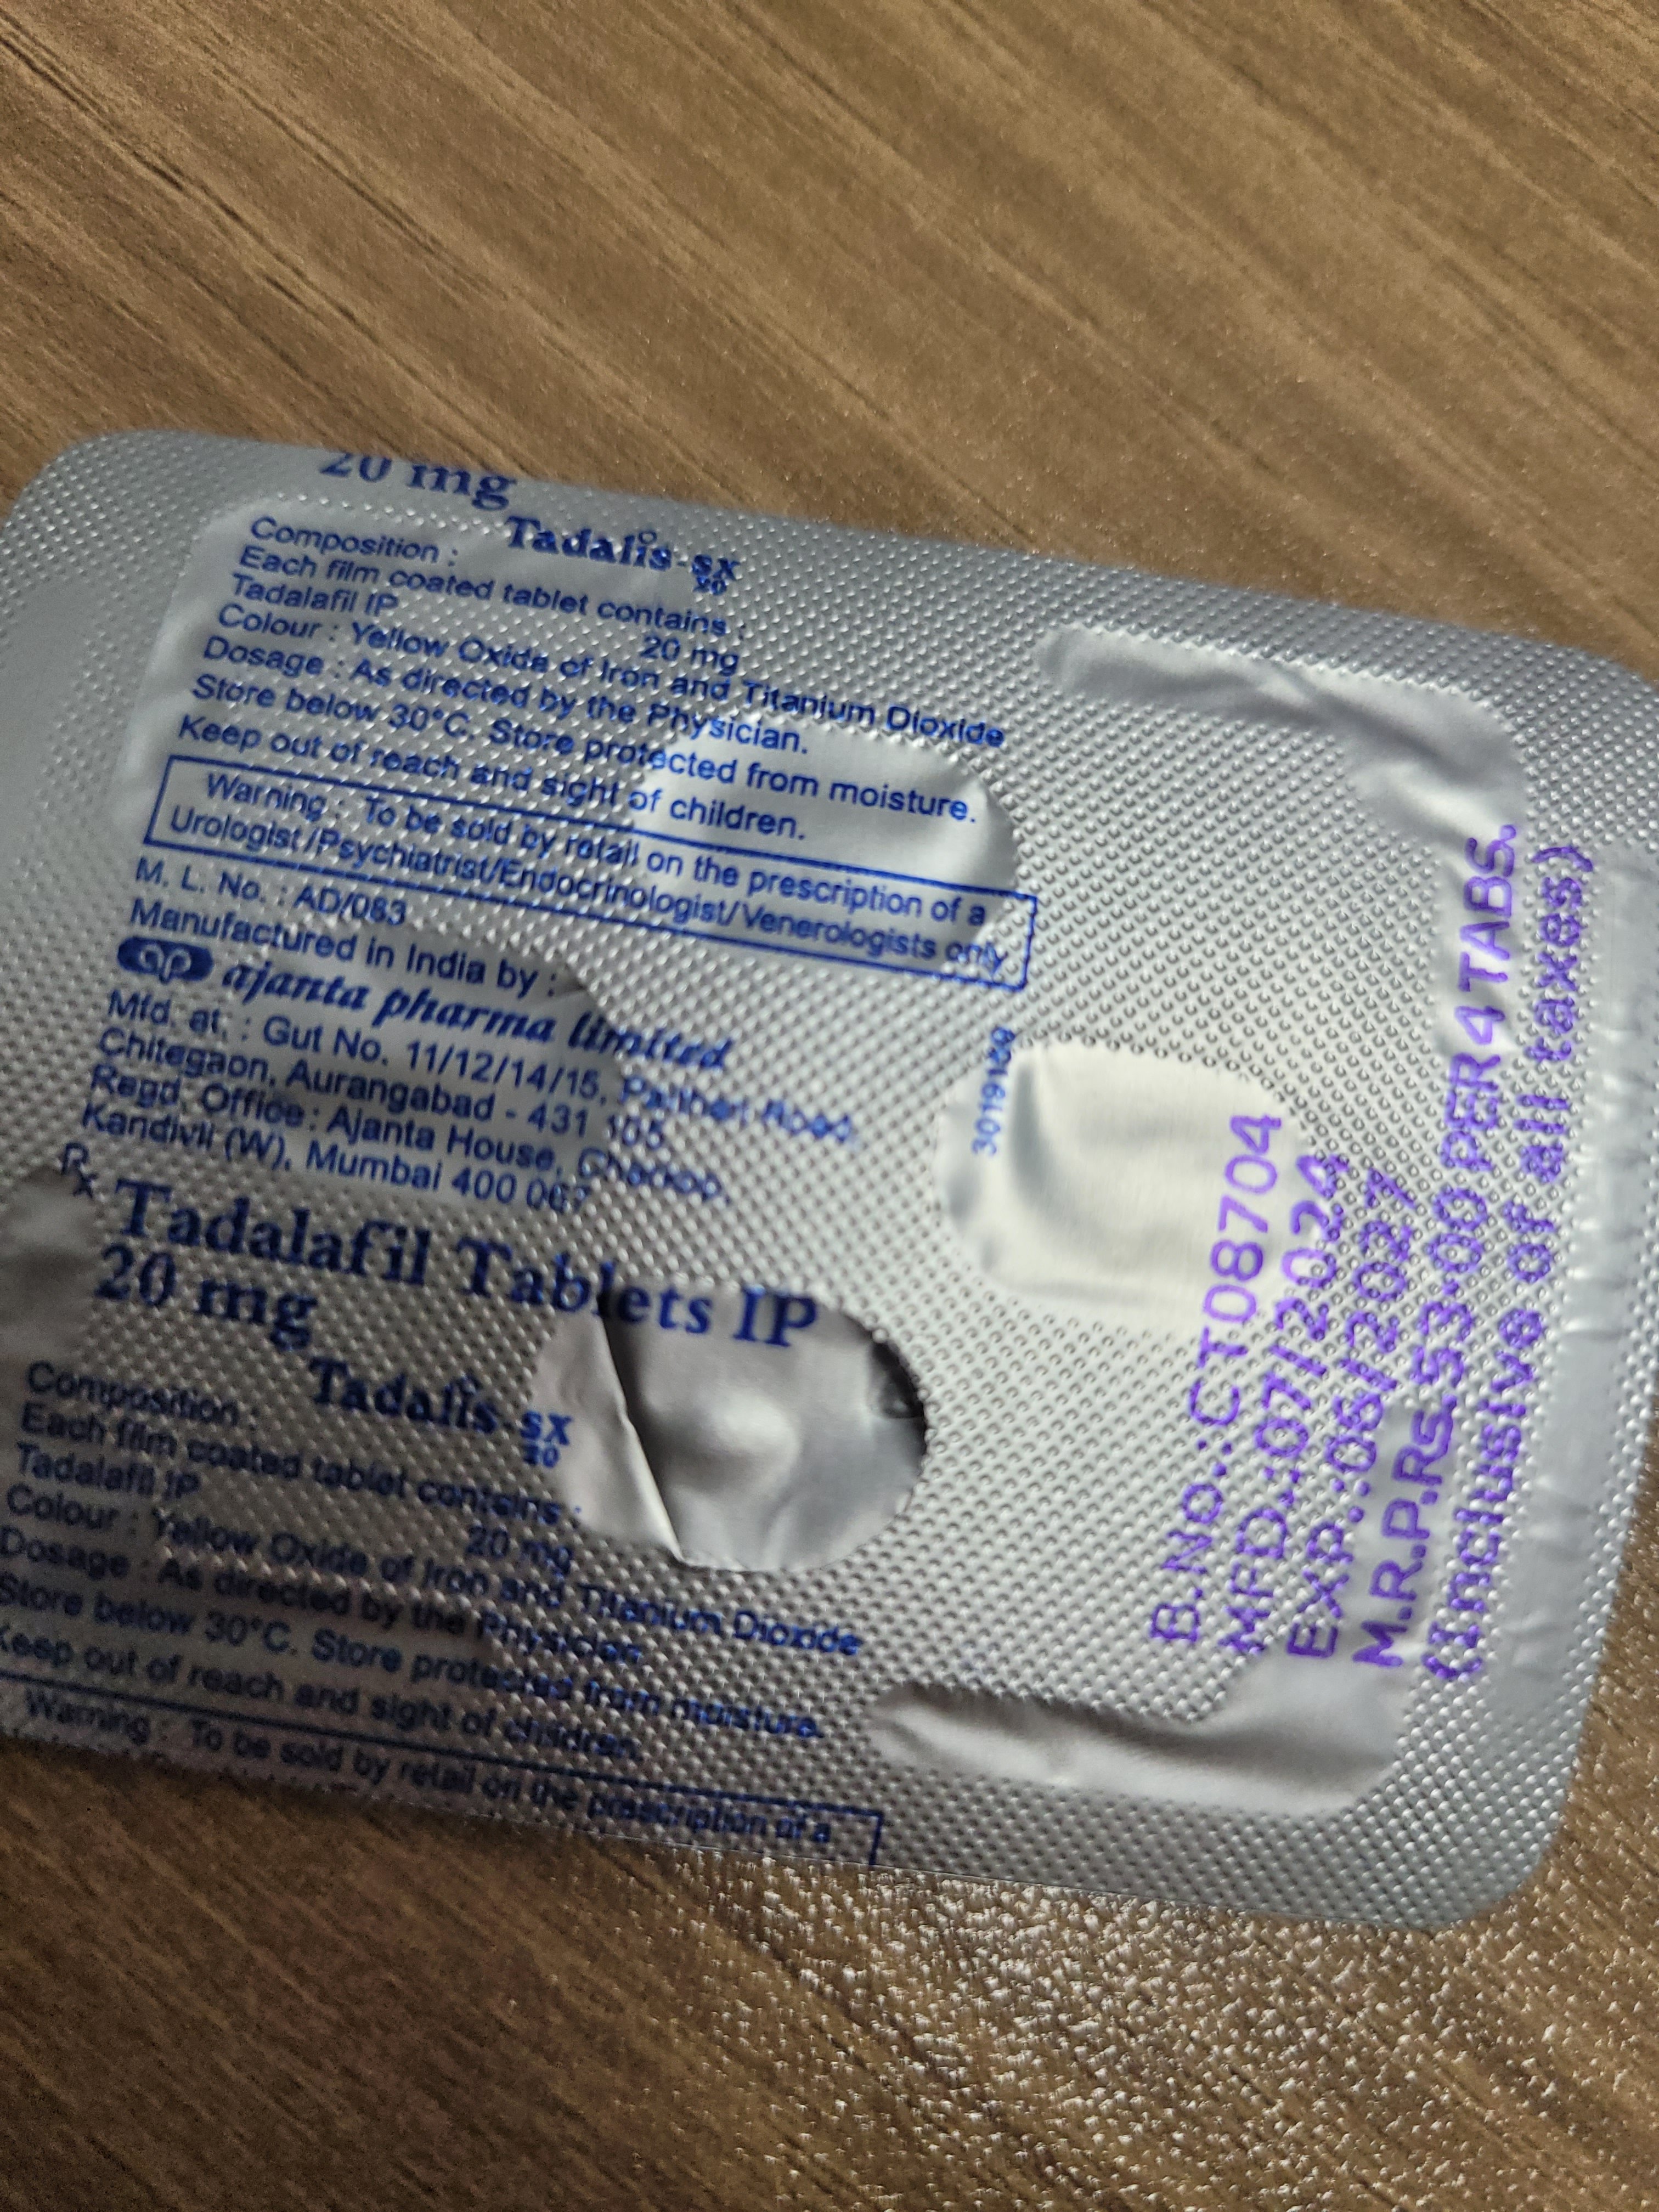 20 mg
Tadalis-sx
20
Composition :
Each film coated tablet contains :
Tadalafil IP 20 mg
Colour : Yellow Oxide of Iron and Titanium Dioxide
Dosage : As directed by the Physician.
Store below 30°C. Store protected from moisture.
Keep out of reach and sight of children.
Warning : To be sold by retail on the prescription of a
Urologist/Psychiatrist/Endocrinologist/Venerologists only
M. L. No. : AD/083
Manufactured in India by :
ap ajanta pharma limited
Mfd. at. : Gut No. 11/12/14/15, Paithan Road,
Chitegaon, Aurangabad - 431 105
Regd. Office : Ajanta House, Charkop,
Kandivli (W), Mumbai 400 067
Rx Tadalafil Tablets IP
20 mg
Tadalis-sx
20
Composition :
Each film coated tablet contains :
Tadalafil IP 20 mg
Colour : Yellow Oxide of Iron and Titanium Dioxide
Dosage : As directed by the Physician.
Store below 30°C. Store protected from moisture.
Keep out of reach and sight of children.
Warning : To be sold by retail on the prescription of a
B.No.:CT08704
MFD.:07/2024
EXP.:06/2027
M.R.P.Rs.53.00 PER 4 TABS.
(Inclusive of all taxes)